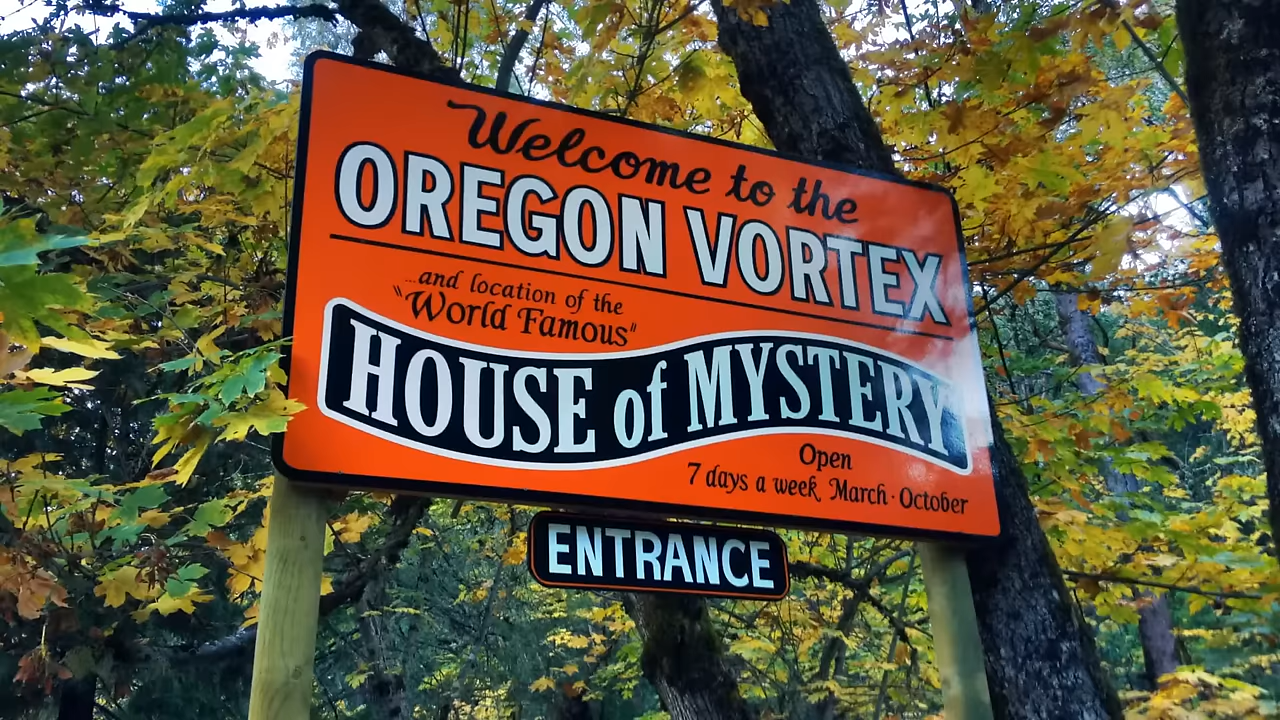 Welcome to the
OREGON VORTEX
...and location of the
"World Famous"
HOUSE of MYSTERY
Open
7 days a week March · October
ENTRANCE